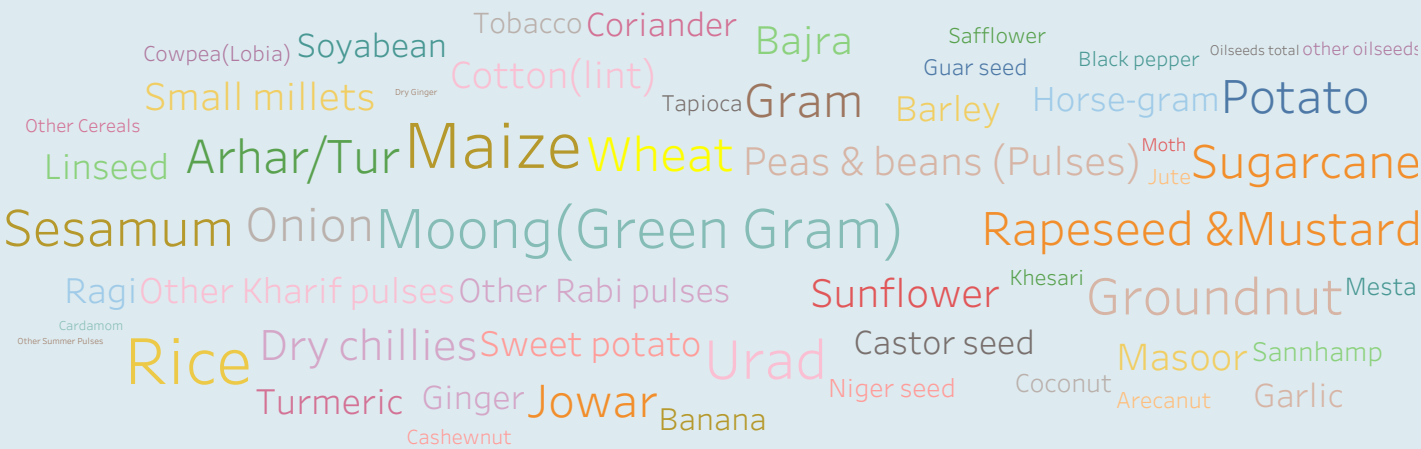 Tobacco Coriander
Cowpea(Lobia) Soyabean Bajra Safflower
Oilseeds total other oilseeds
Guar seed Black pepper
Small millets Dry Ginger Cotton(lint)
Tapioca Gram Barley Horse-gram Potato
Other Cereals
Linseed Arhar/Tur Maize Wheat Peas & beans (Pulses) Moth Sugarcane
Jute
Sesamum Onion Moong(Green Gram) Rapeseed &Mustard
Ragi Other Kharif pulses Other Rabi pulses Sunflower Khesari Groundnut Mesta
Cardamom
Other Summer Pulses
Rice Dry chillies Sweet potato Urad Castor seed Masoor Sannhamp
Turmeric Ginger Jowar Banana Niger seed Coconut Arecanut Garlic
Cashewnut